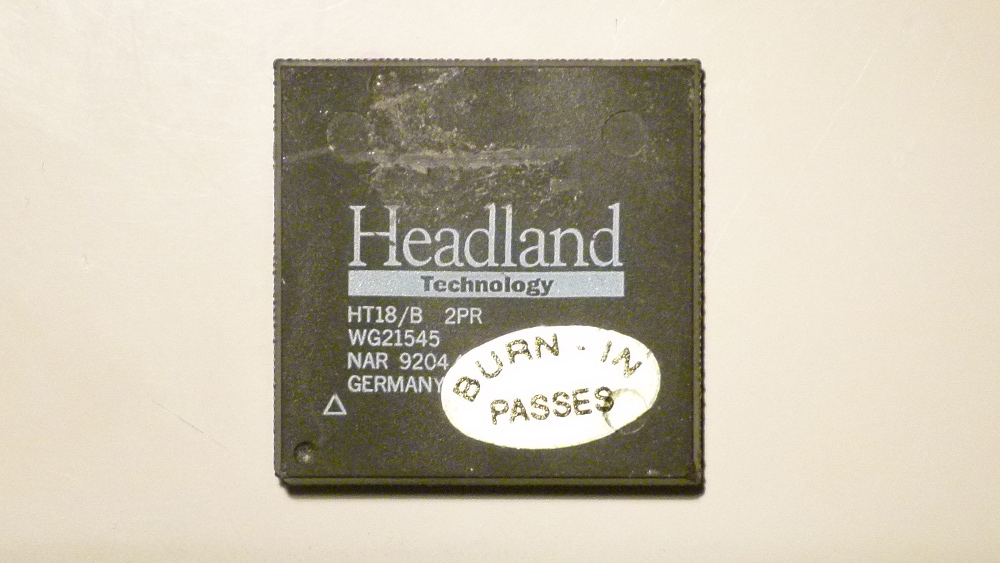 Headland
Technology
HT18/B 2PR
WG21545
NAR 9204
GERMANY
BURN-IN
PASSES